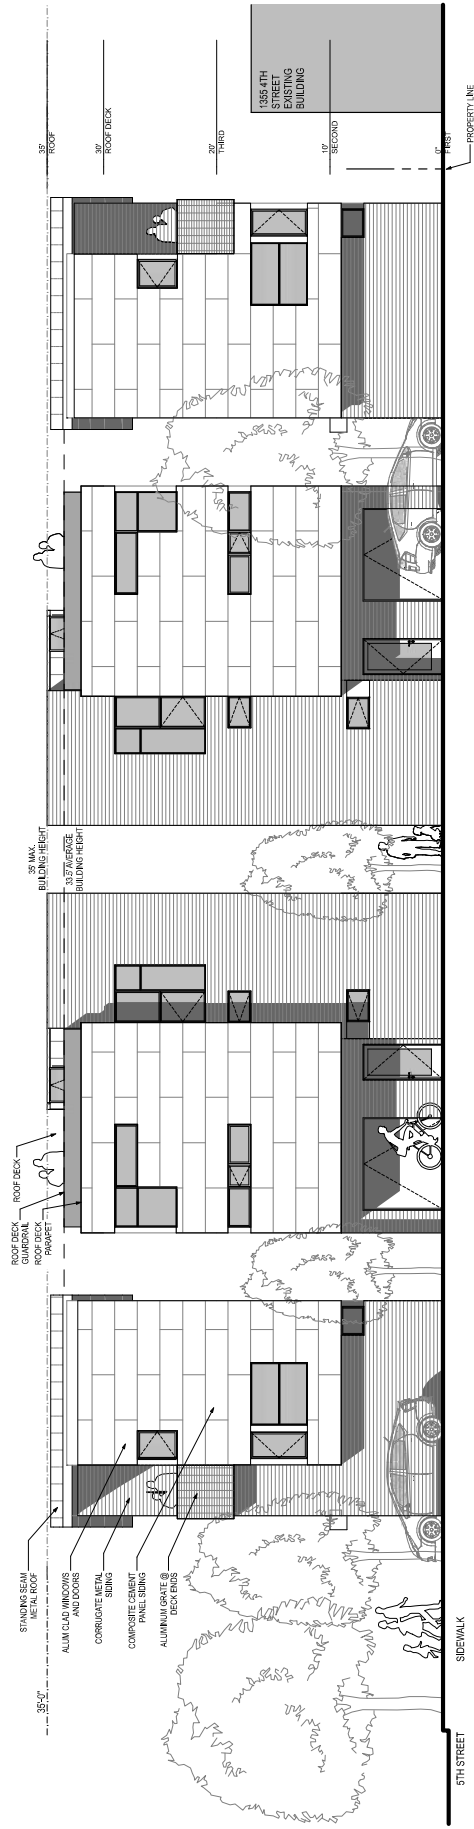 35'-0"
STANDING SEAM
METAL ROOF
ALUM CLAD WINDOWS
AND DOORS
CORRUGATE METAL
SIDING
COMPOSITE CEMENT
PANEL SIDING
ALUMINUM GRATE @
DECK ENDS
SIDEWALK
5TH STREET
ROOF DECK
GUARDRAIL
ROOF DECK
ROOF DECK
PARAPET
35' MAX.
BUILDING HEIGHT
33.5' AVERAGE
BUILDING HEIGHT
35'
ROOF
30'
ROOF DECK
20'
THIRD
10'
SECOND
0"
FIRST
1355 4TH
STREET
EXISTING
BUILDING
PROPERTY LINE